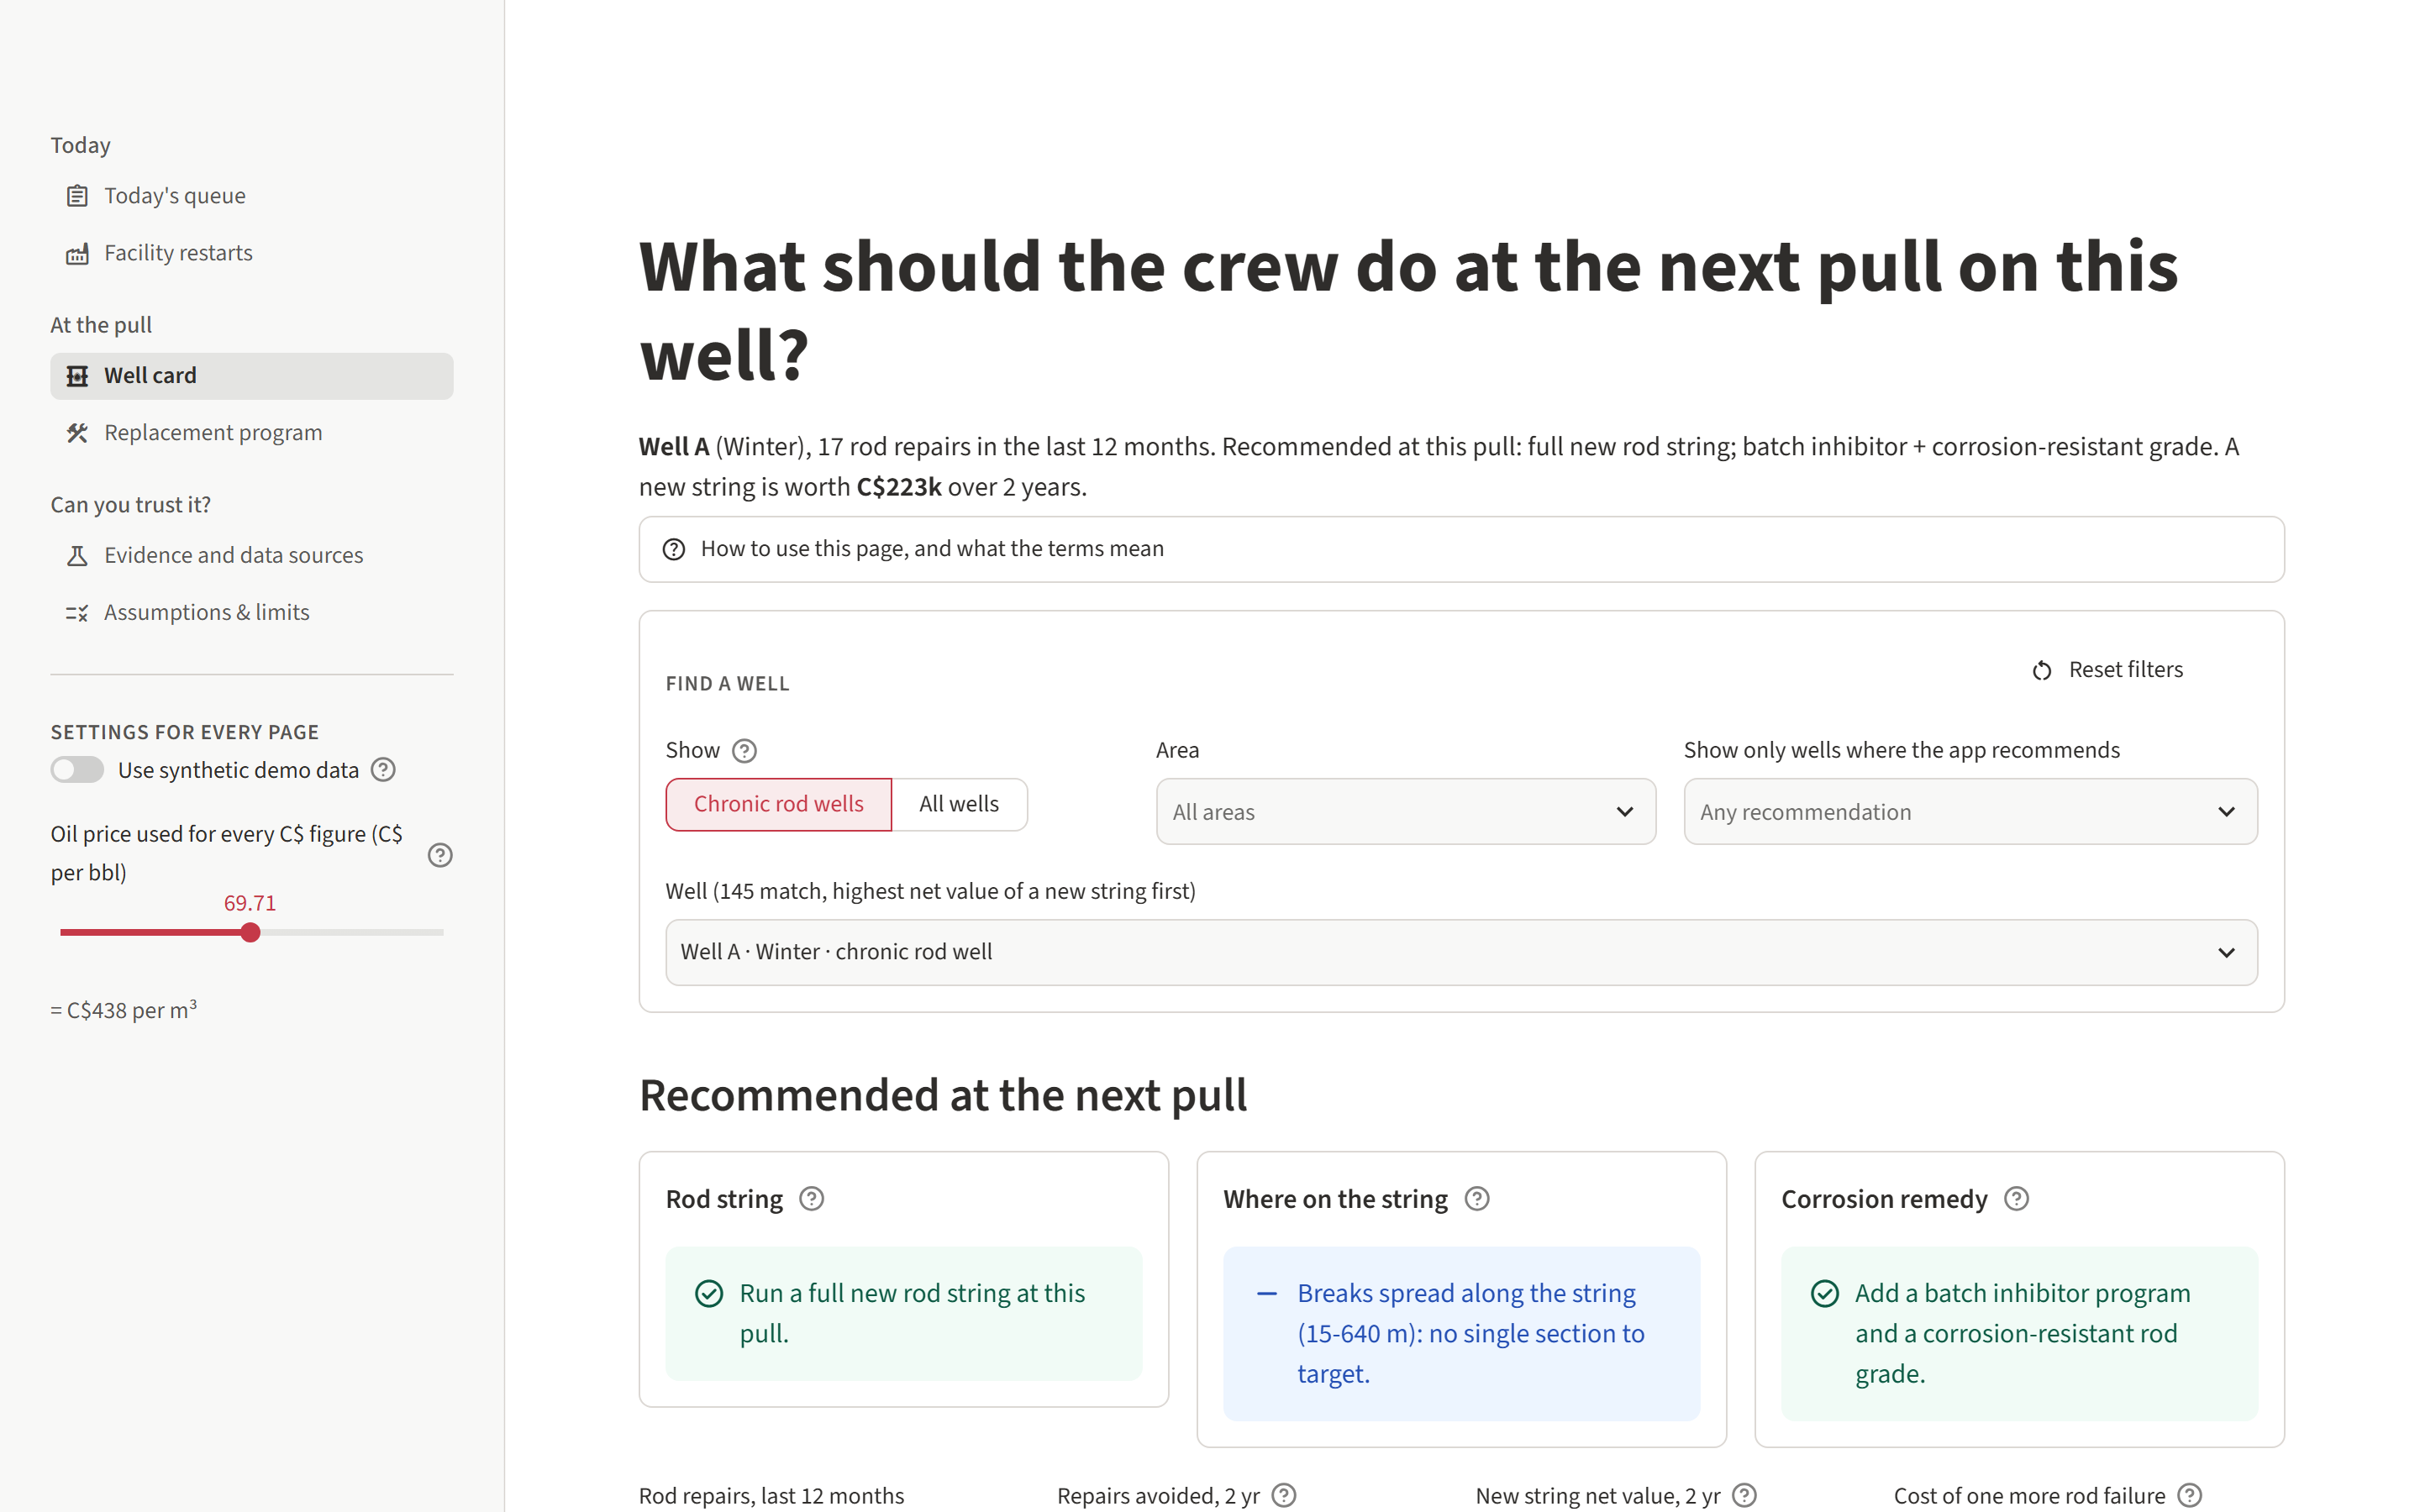 Today
Today's queue
Facility restarts
At the pull
Well card
Replacement program
Can you trust it?
Evidence and data sources
Assumptions & limits
SETTINGS FOR EVERY PAGE
Use synthetic demo data
Oil price used for every C$ figure (C$
per bbl)
69.71
= C$438 per m³
What should the crew do at the next pull on this
well?
Well A (Winter), 17 rod repairs in the last 12 months. Recommended at this pull: full new rod string; batch inhibitor + corrosion-resistant grade. A
new string is worth C$223k over 2 years.
How to use this page, and what the terms mean
FIND A WELL
Reset filters
Show
Area
Show only wells where the app recommends
Chronic rod wells
All wells
All areas
Any recommendation
Well (145 match, highest net value of a new string first)
Well A · Winter · chronic rod well
Recommended at the next pull
Rod string
Run a full new rod string at this
pull.
Where on the string
Breaks spread along the string
(15-640 m): no single section to
target.
Corrosion remedy
Add a batch inhibitor program
and a corrosion-resistant rod
grade.
Rod repairs, last 12 months
Repairs avoided, 2 yr
New string net value, 2 yr
Cost of one more rod failure